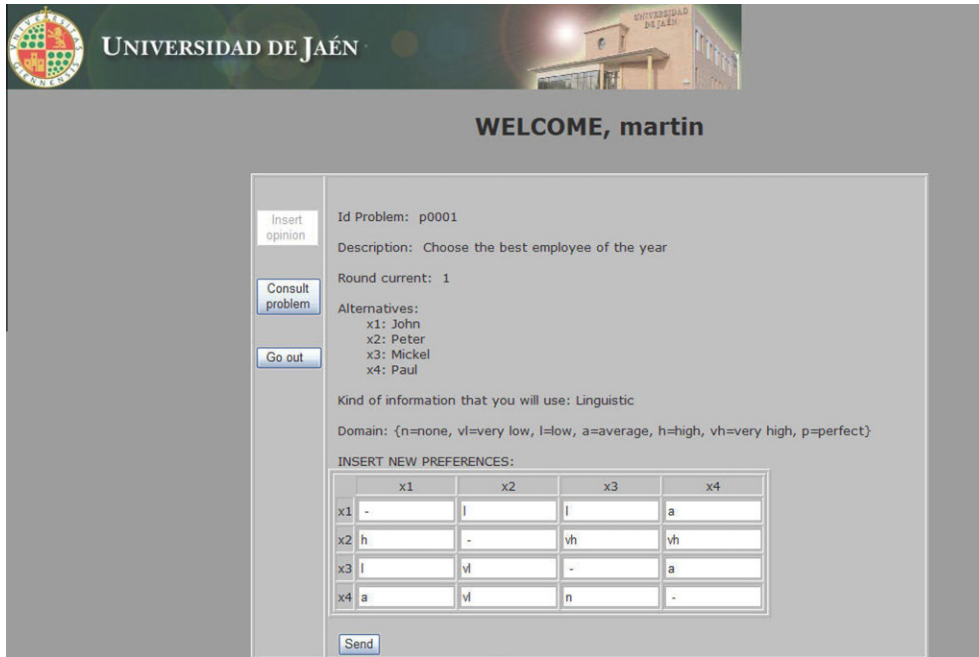 UNIVERSIDAD DE JAÉN
UNIVERSIDAD
DE JAÉN
WELCOME, martin
Insert
opinion
Consult
problem
Go out
Id Problem: p0001
Description: Choose the best employee of the year
Round current: 1
Alternatives:
x1: John
x2: Peter
x3: Mickel
x4: Paul
Kind of information that you will use: Linguistic
Domain: {n=none, vl=very low, l=low, a=average, h=high, vh=very high, p=perfect}
INSERT NEW PREFERENCES:
x1 x2 x3 x4
x1 - l l a
x2 h - vh vh
x3 l vl - a
x4 a vl n -
Send